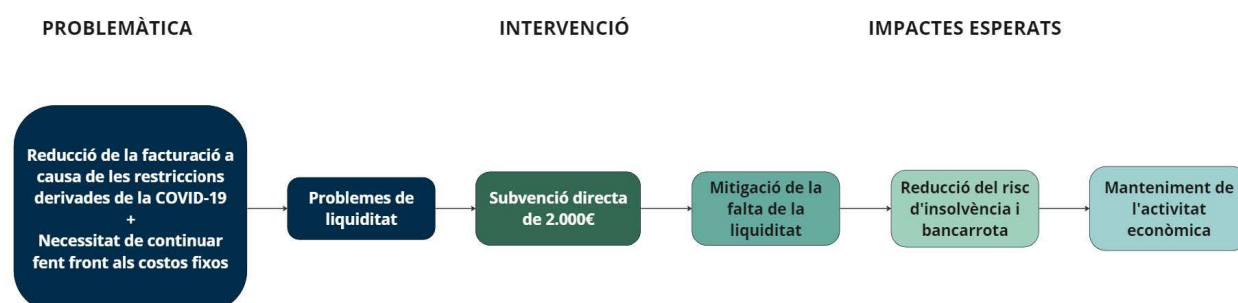 PROBLEMÀTICA
INTERVENCIÓ
IMPACTES ESPERATS
Reducció de la facturació a
causa de les restriccions
derivades de la COVID-19
+
Necessitat de continuar
fent front als costos fixos
Problemes de
liquiditat
Subvenció directa
de 2.000€
Mitigació de la
falta de la
liquiditat
Reducció del risc
d'insolvència i
bancarrota
Manteniment de
l'activitat
econòmica